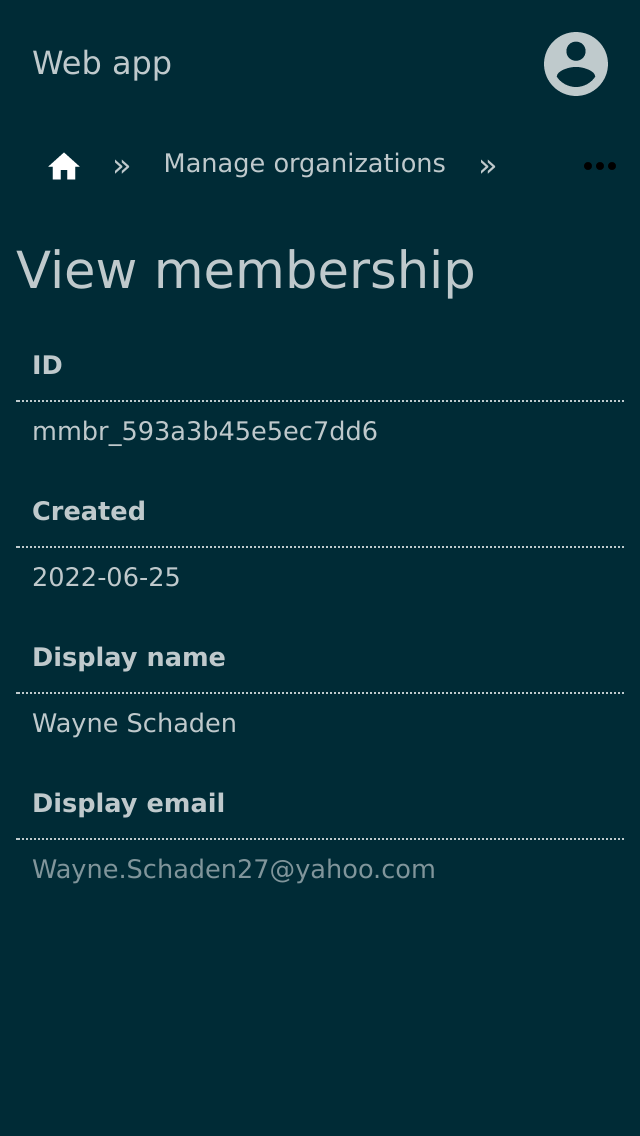 Web app
» Manage organizations »
View membership
ID
mmbr_593a3b45e5ec7dd6
Created
2022-06-25
Display name
Wayne Schaden
Display email
Wayne.Schaden27@yahoo.com